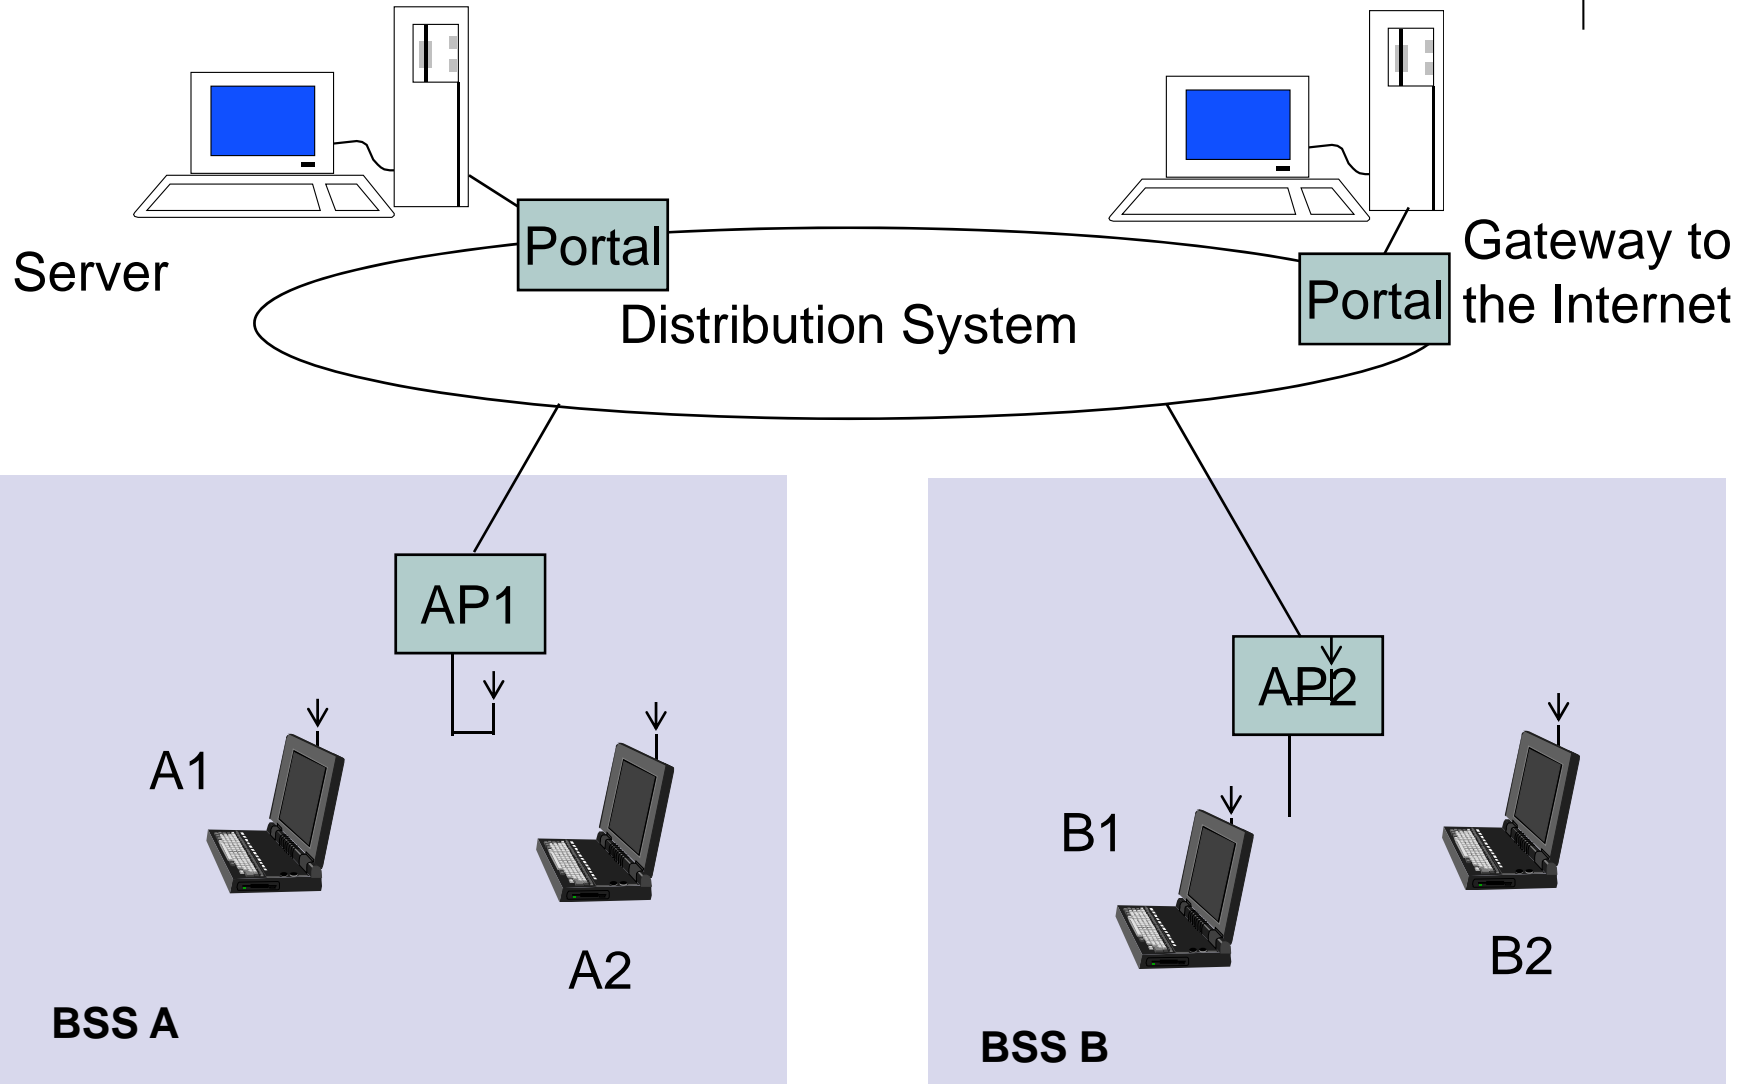 Server
Portal
Distribution System
Portal
Gateway to
the Internet
AP1
AP2
A1
A2
B1
B2
BSS A
BSS B